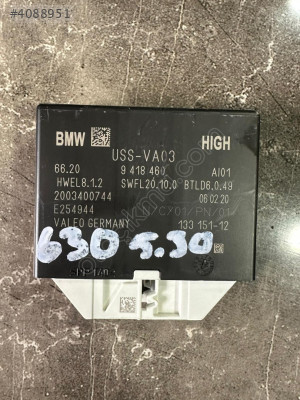 #4088951
BMW HIGH
USS-VA03
66.20 9 418 460 AI01
HWEL8.1.2 SWFL20.10.0 BTLD6.0.49
2003400744 06 02 20
E254944
VALEO GERMANY 133 151-12
630 5.30